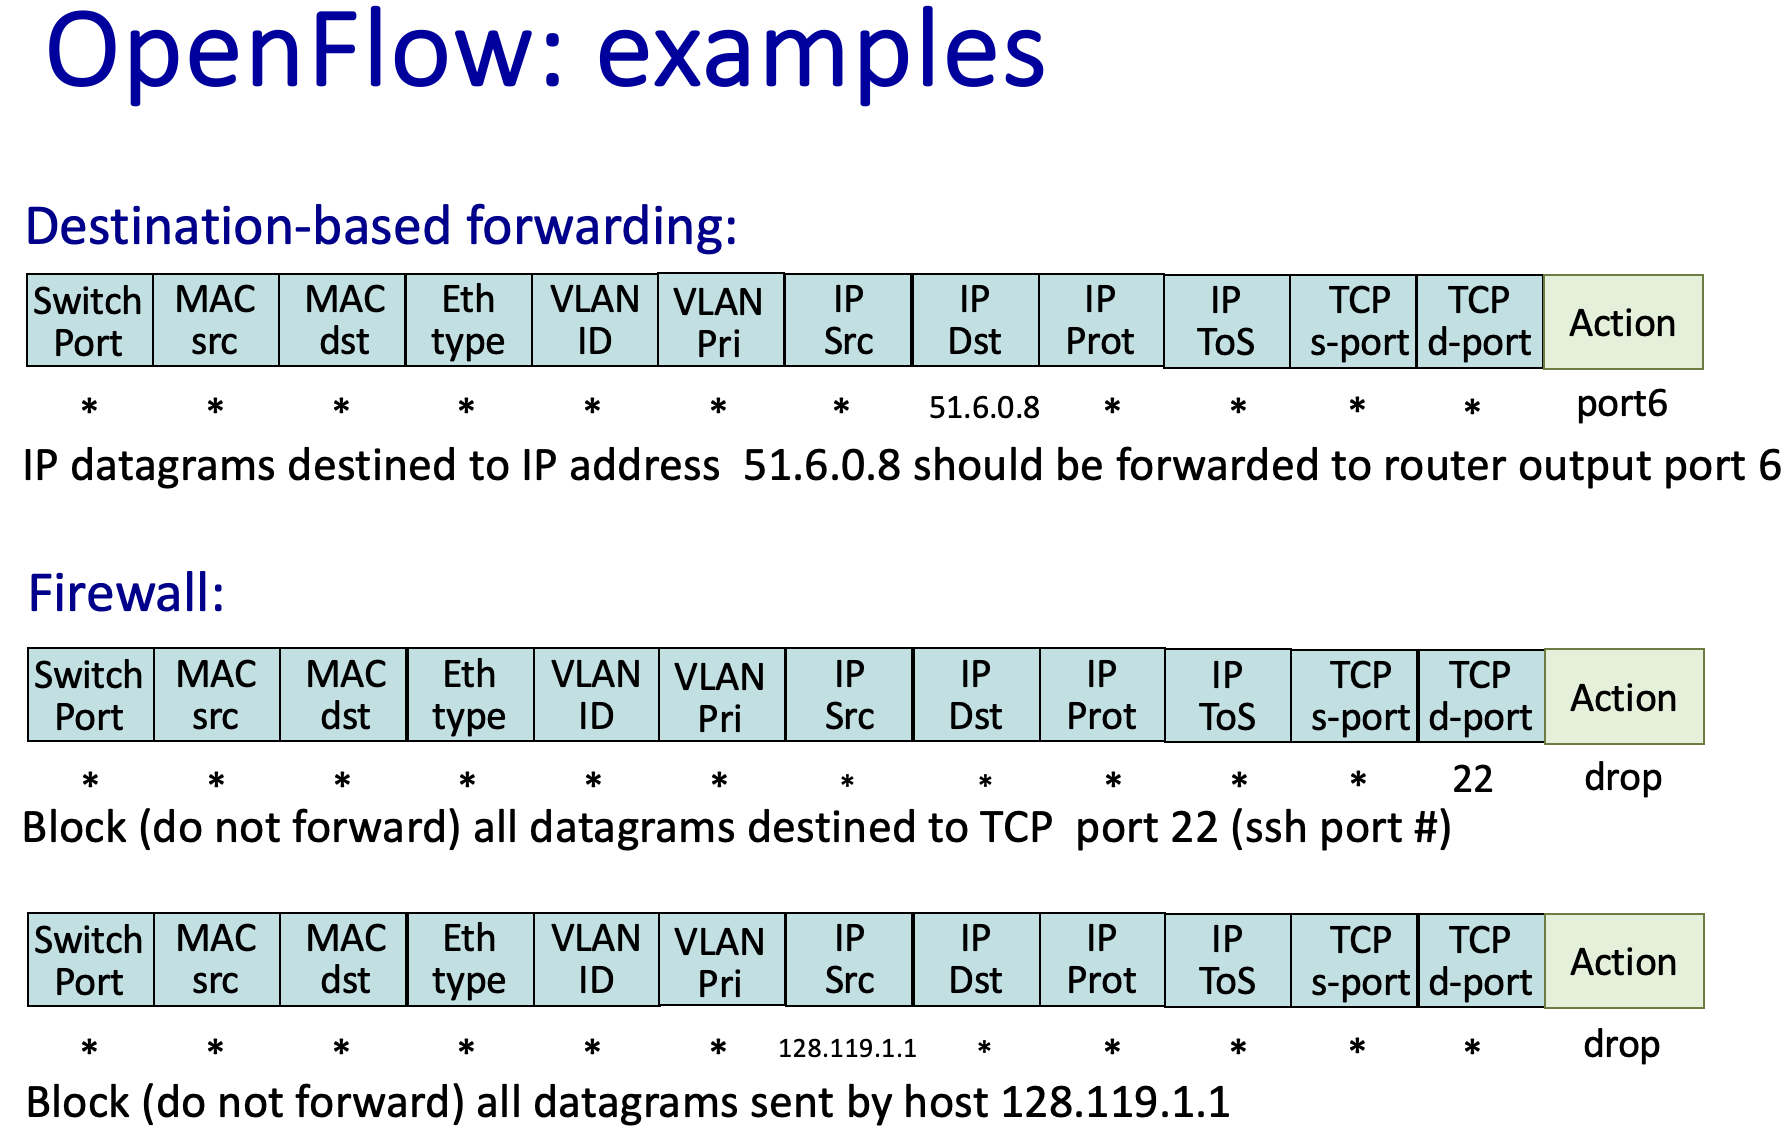 OpenFlow: examples
Destination-based forwarding:
Switch Port MAC src MAC dst Eth type VLAN ID VLAN Pri IP Src IP Dst IP Prot IP ToS TCP s-port TCP d-port Action
* * * * * * * 51.6.0.8 * * * * port6
IP datagrams destined to IP address 51.6.0.8 should be forwarded to router output port 6
Firewall:
Switch Port MAC src MAC dst Eth type VLAN ID VLAN Pri IP Src IP Dst IP Prot IP ToS TCP s-port TCP d-port Action
* * * * * * * * * * * 22 drop
Block (do not forward) all datagrams destined to TCP port 22 (ssh port #)
Switch Port MAC src MAC dst Eth type VLAN ID VLAN Pri IP Src IP Dst IP Prot IP ToS TCP s-port TCP d-port Action
* * * * * * 128.119.1.1 * * * * * drop
Block (do not forward) all datagrams sent by host 128.119.1.1